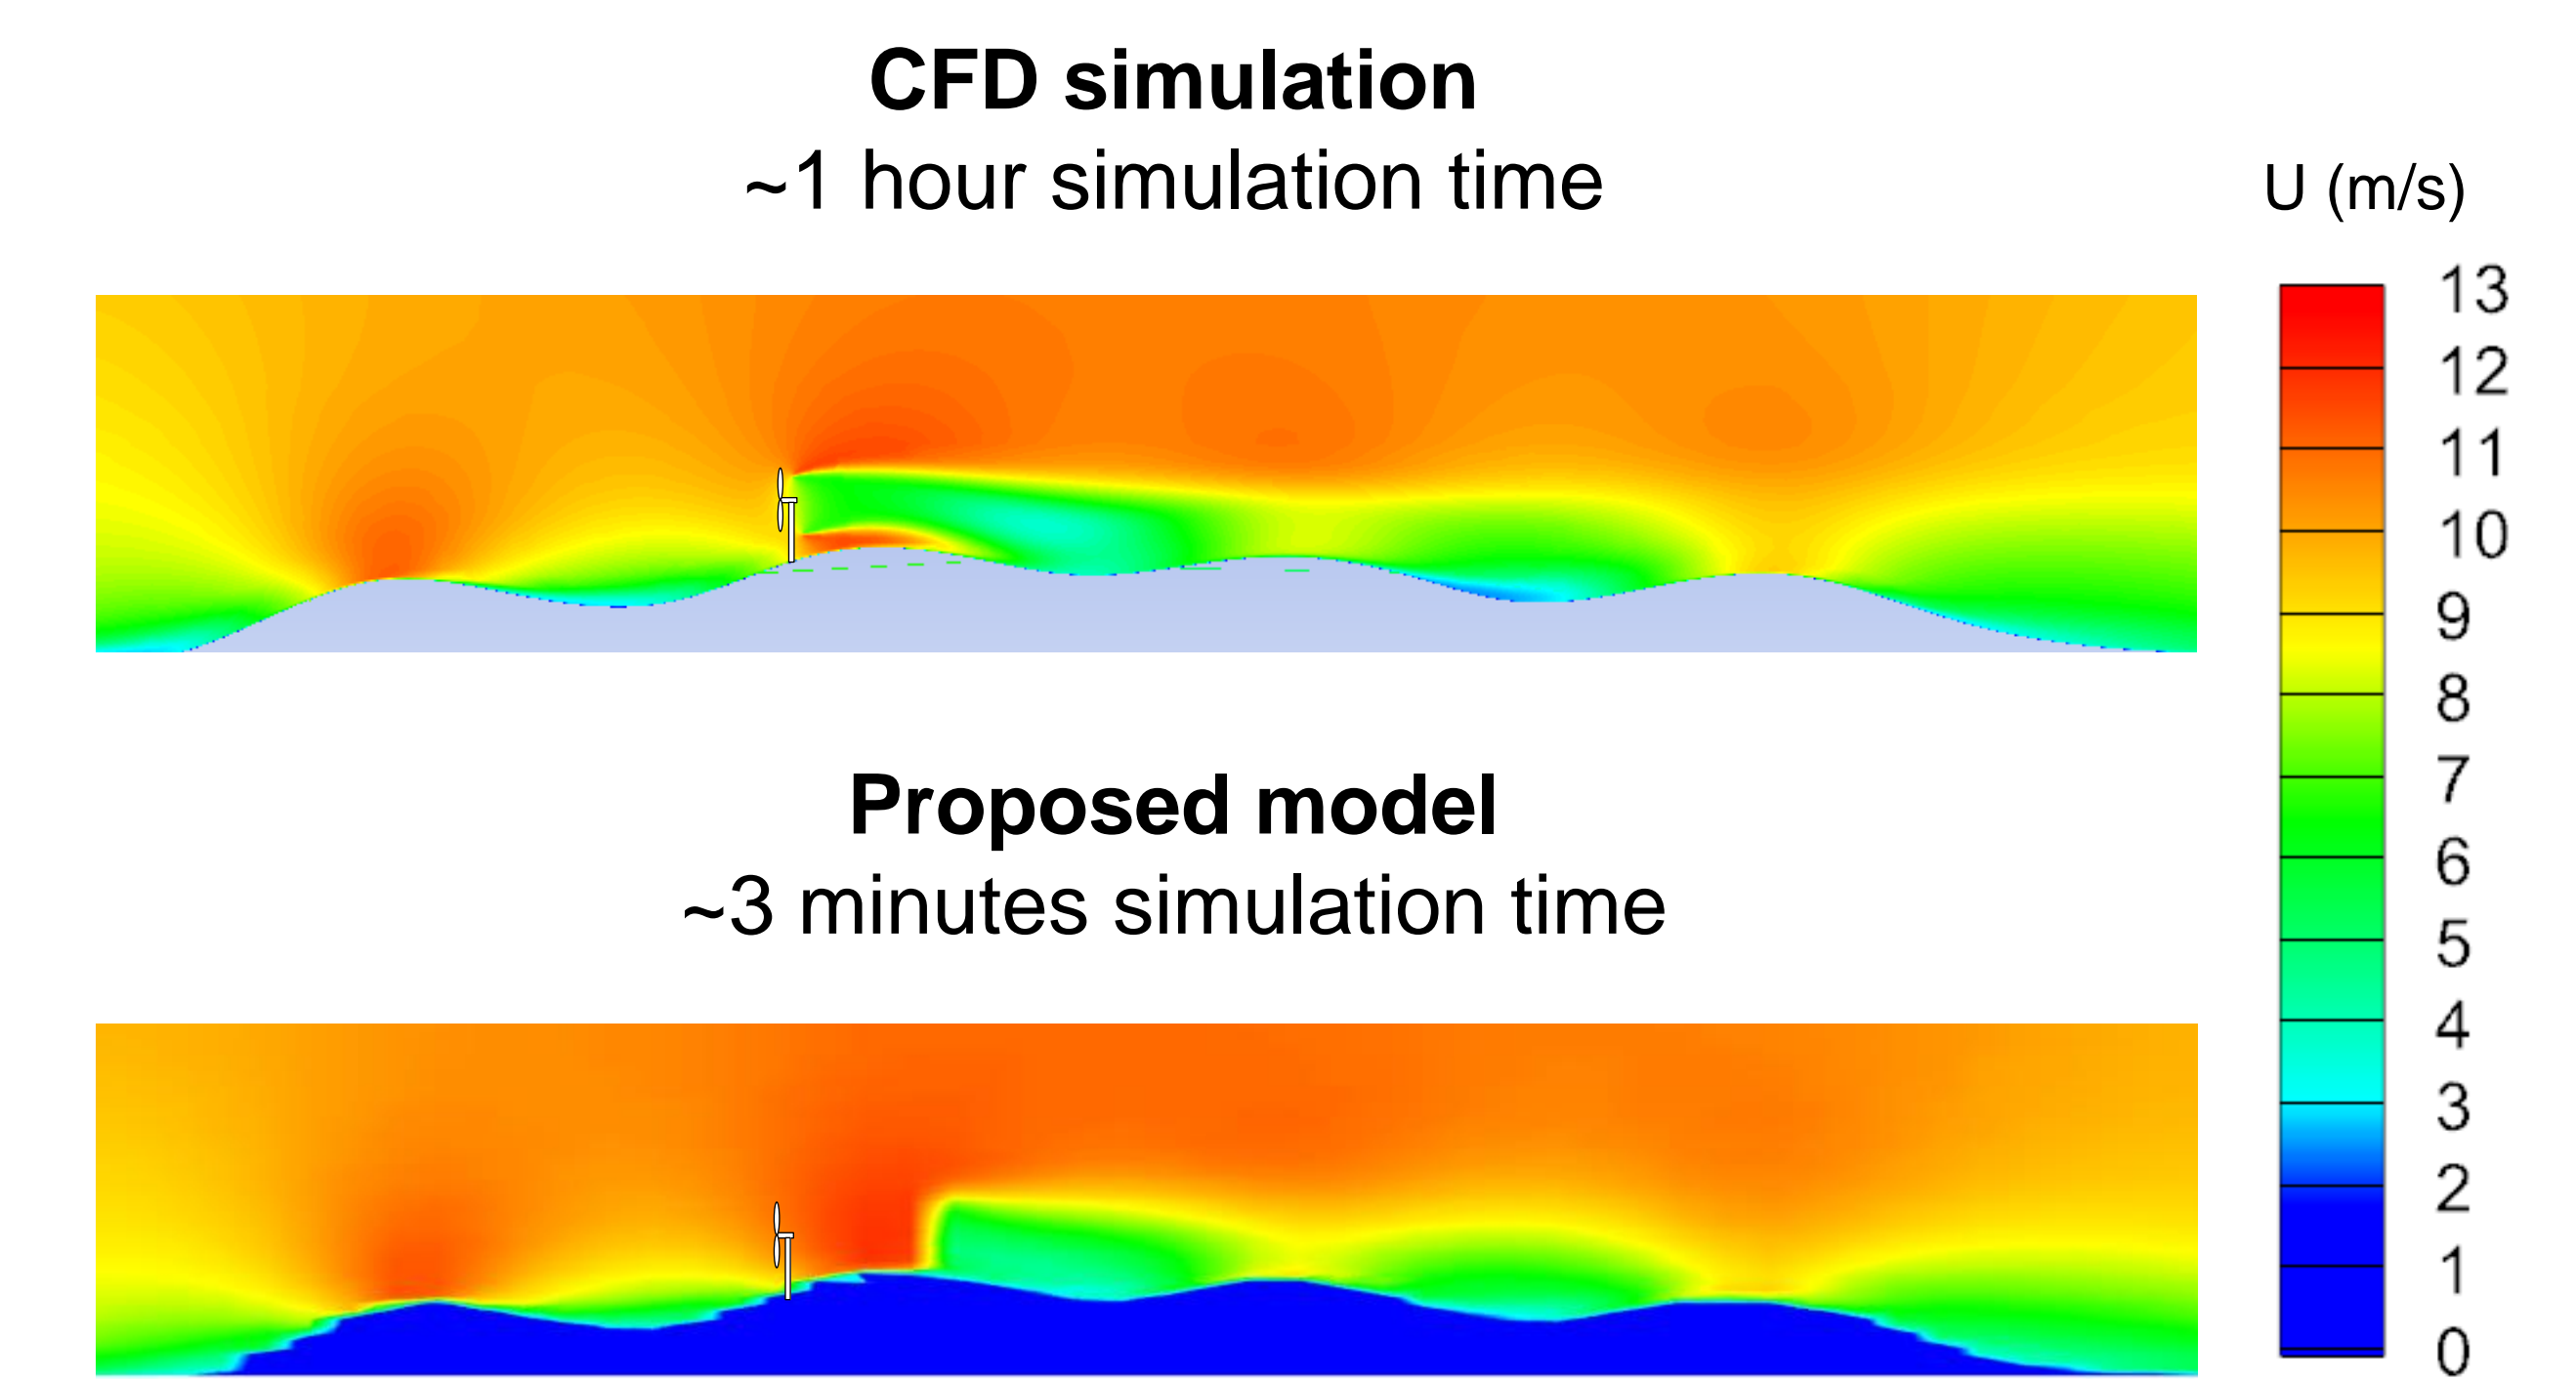 CFD simulation
~1 hour simulation time
U (m/s)
13
12
11
10
9
8
7
6
5
4
3
2
1
0
Proposed model
~3 minutes simulation time